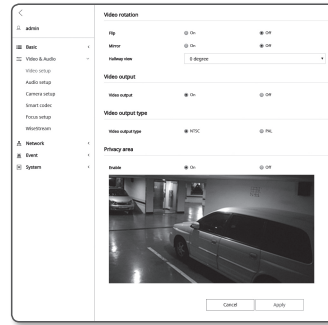 Video rotation
admin
Flip On Off
Basic
Mirror On Off
Video & Audio
Hallway view 0 degree
Video setup
Audio setup
Video output
Camera setup
Video output On Off
Smart codec
Focus setup
Video output type
WiseStream
Video output type NTSC PAL
Network
Event
Privacy area
System
Enable On Off
Cancel Apply